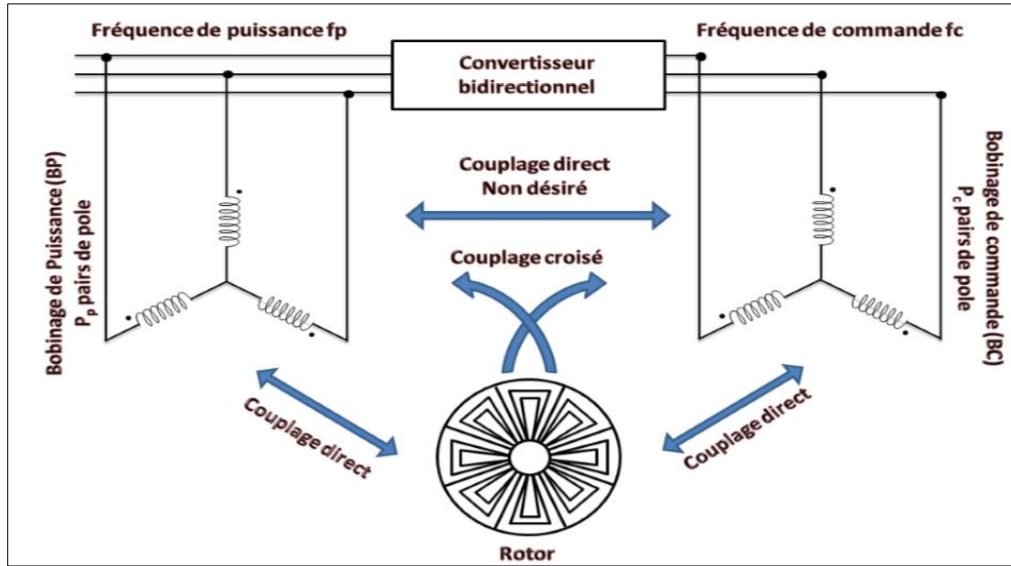 Fréquence de puissance fp
Fréquence de commande fc
Convertisseur
bidirectionnel
Bobinage de Puissance (BP)
Pp pairs de pole
Couplage direct
Non désiré
Couplage croisé
Bobinage de commande (BC)
Pc pairs de pole
Couplage direct
Couplage direct
Rotor